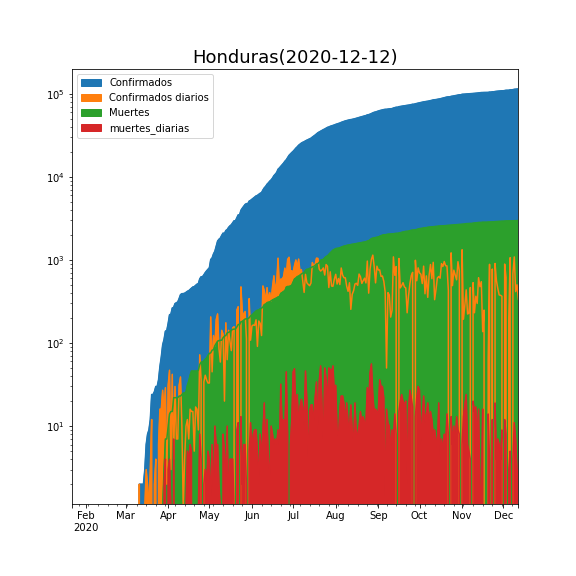 Honduras(2020-12-12)
Confirmados
Confirmados diarios
Muertes
muertes_diarias
10^5
10^4
10^3
10^2
10^1
Feb Mar Apr May Jun Jul Aug Sep Oct Nov Dec
2020